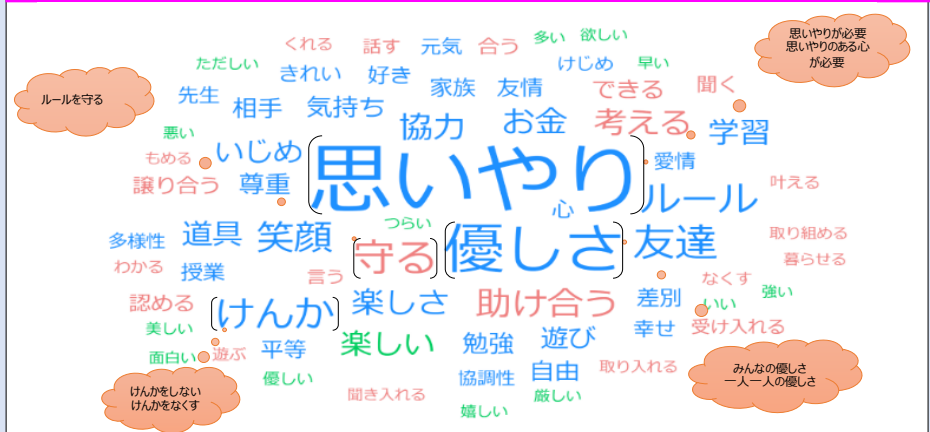 くれる 話す 元気 合う 多い 欲しい
思いやりが必要
思いやりのある心
が必要
ただしい きれい 好き 家族 友情 けじめ 早い
ルールを守る
先生 相手 気持ち 協力 お金 できる 聞く
考える 学習
悪い
もめる いじめ 思いやり 愛情
譲り合う 尊重 心 ルール 叶える
つらい
多様性 道具 笑顔 守る 優しさ 友達 取り組める
わかる 授業 言う 暮らせる
なくす
認める けんか 楽しさ 助け合う 差別 いい 強い
美しい 幸せ 受け入れる
面白い 遊ぶ 平等 楽しい 勉強 遊び
優しい 協調性 自由 取り入れる
聞き入れる 厳しい
嬉しい
けんかをしない
けんかをなくす
みんなの優しさ
一人一人の優しさ